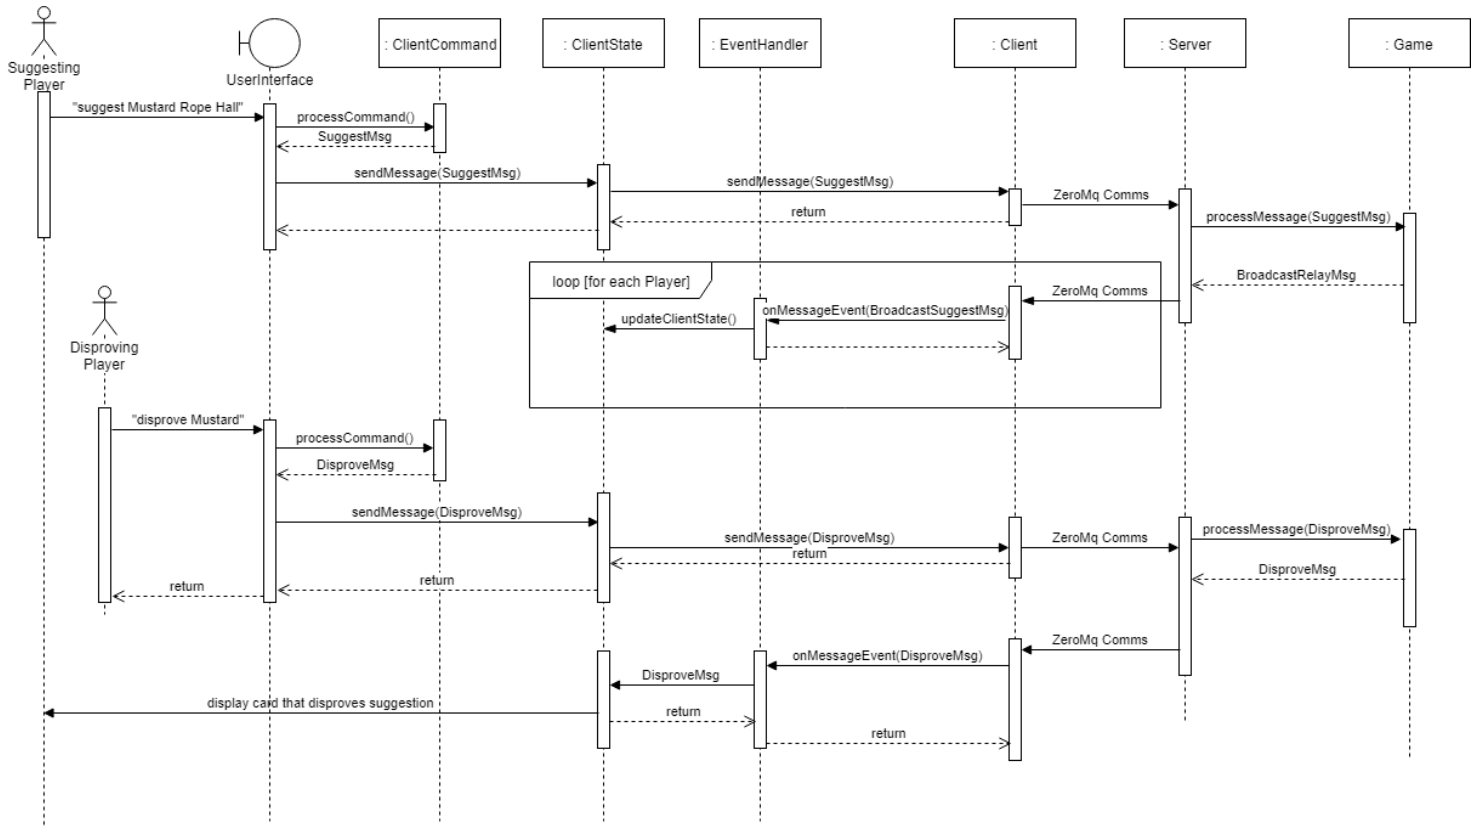 Suggesting
Player
UserInterface
: ClientCommand
: ClientState
: EventHandler
: Client
: Server
: Game
"suggest Mustard Rope Hall"
processCommand()
SuggestMsg
sendMessage(SuggestMsg)
sendMessage(SuggestMsg)
ZeroMq Comms
return
processMessage(SuggestMsg)
loop [for each Player]
BroadcastRelayMsg
ZeroMq Comms
onMessageEvent(BroadcastSuggestMsg)
updateClientState()
Disproving
Player
"disprove Mustard"
processCommand()
DisproveMsg
sendMessage(DisproveMsg)
sendMessage(DisproveMsg)
ZeroMq Comms
processMessage(DisproveMsg)
return
DisproveMsg
return
return
ZeroMq Comms
onMessageEvent(DisproveMsg)
DisproveMsg
display card that disproves suggestion
return
return